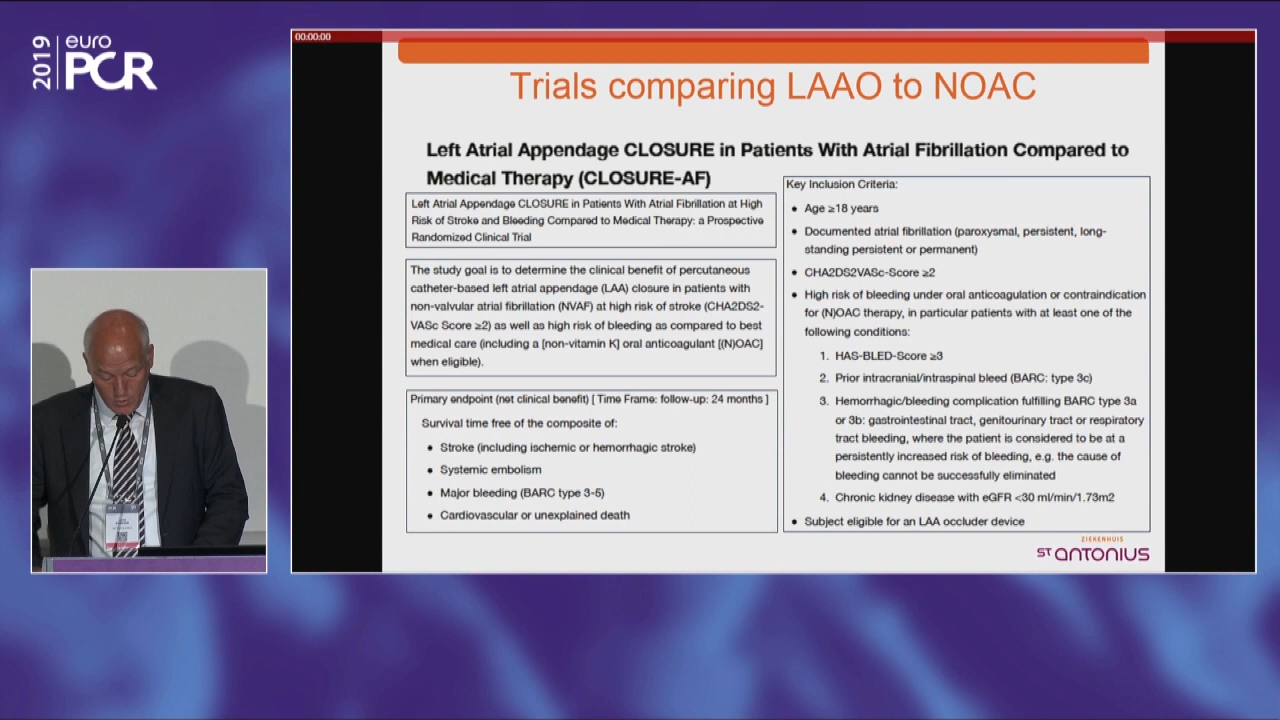 2019
euro
PCR
00:00:00
Trials comparing LAAO to NOAC
Left Atrial Appendage CLOSURE in Patients With Atrial Fibrillation Compared to
Medical Therapy (CLOSURE-AF)
Left Atrial Appendage CLOSURE in Patients With Atrial Fibrillation at High
Risk of Stroke and Bleeding Compared to Medical Therapy: a Prospective
Randomized Clinical Trial
The study goal is to determine the clinical benefit of percutaneous
catheter-based left atrial appendage (LAA) closure in patients with
non-valvular atrial fibrillation (NVAF) at high risk of stroke (CHA2DS2-
VASc Score ≥2) as well as high risk of bleeding as compared to best
medical care (including a [non-vitamin K] oral anticoagulant [(N)OAC]
when eligible).
Primary endpoint (net clinical benefit) [ Time Frame: follow-up: 24 months ]
Survival time free of the composite of:
• Stroke (including ischemic or hemorrhagic stroke)
• Systemic embolism
• Major bleeding (BARC type 3-5)
• Cardiovascular or unexplained death
Key Inclusion Criteria:
• Age ≥18 years
• Documented atrial fibrillation (paroxysmal, persistent, long-
standing persistent or permanent)
• CHA2DS2VASc-Score ≥2
• High risk of bleeding under oral anticoagulation or contraindication
for (N)OAC therapy, in particular patients with at least one of the
following conditions:
1. HAS-BLED-Score ≥3
2. Prior intracranial/intraspinal bleed (BARC: type 3c)
3. Hemorrhagic/bleeding complication fulfilling BARC type 3a
or 3b: gastrointestinal tract, genitourinary tract or respiratory
tract bleeding, where the patient is considered to be at a
persistently increased risk of bleeding, e.g. the cause of
bleeding cannot be successfully eliminated
4. Chronic kidney disease with eGFR <30 ml/min/1.73m2
• Subject eligible for an LAA occluder device
ZIEKENHUIS
ST ANTONIUS